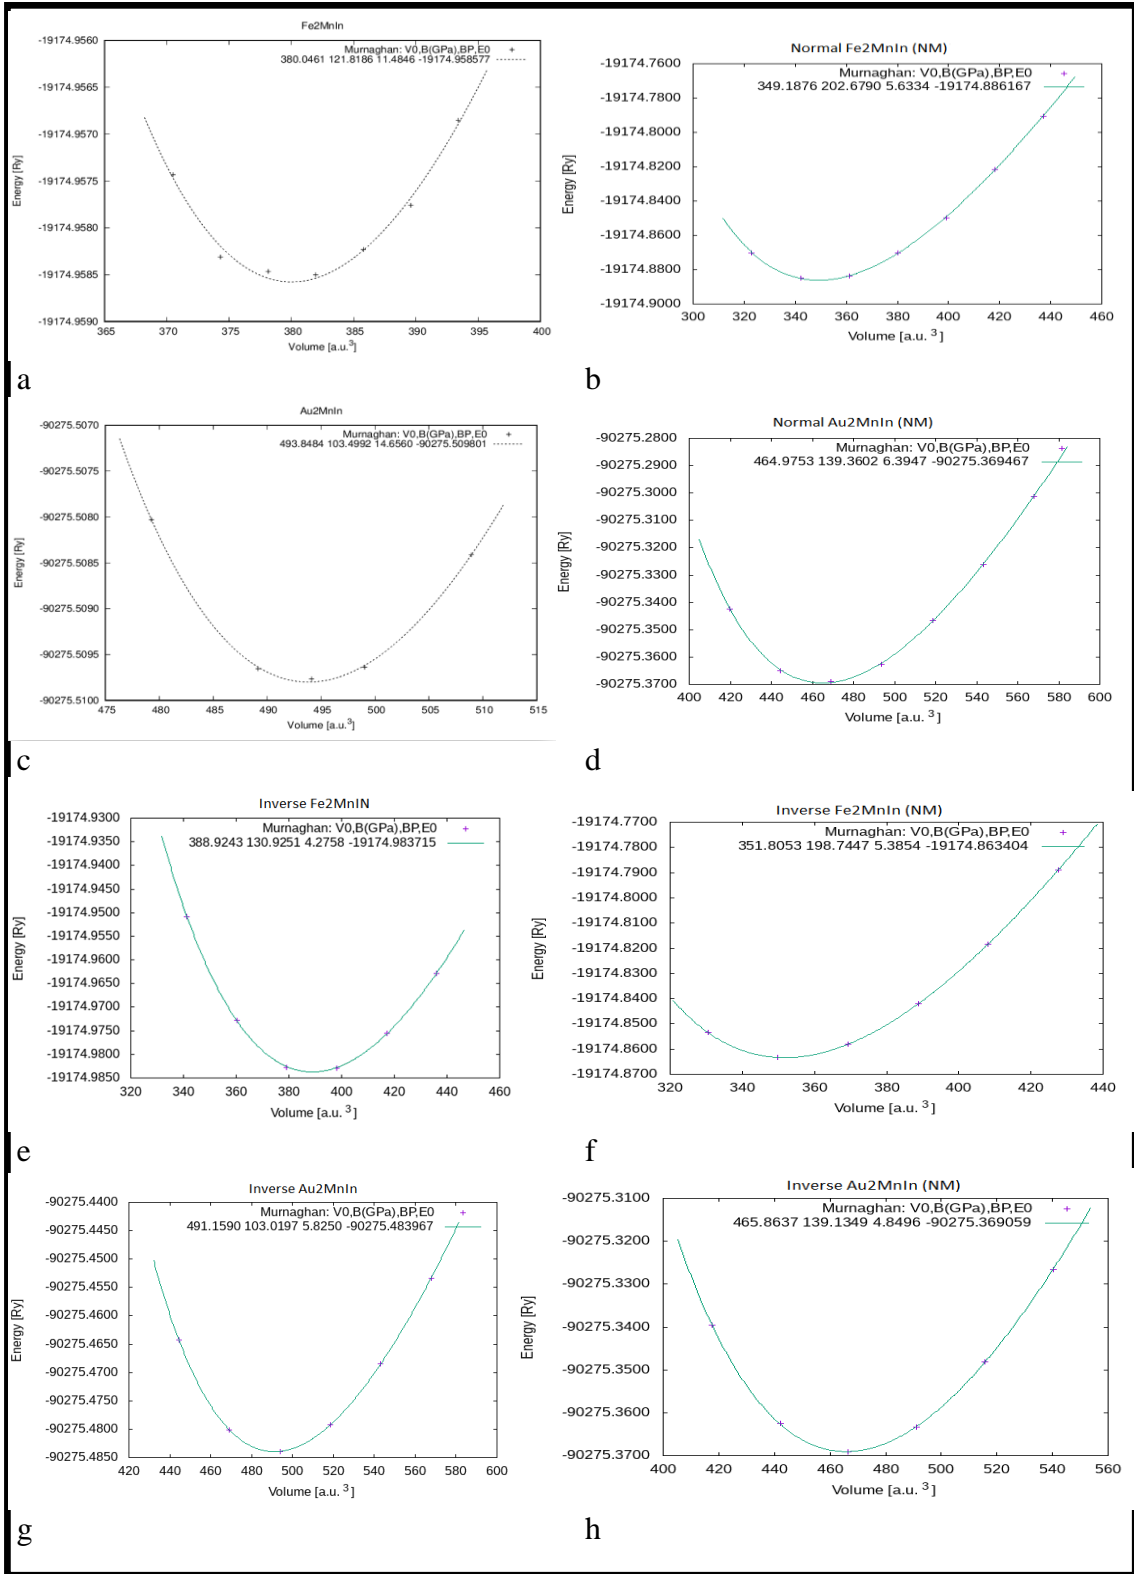 Fe2MnIn
Murnaghan: V0,B(GPa),BP,E0
380.0461 121.8186 11.4846 -19174.958577
-19174.9560
-19174.9565
-19174.9570
-19174.9575
-19174.9580
-19174.9585
-19174.9590
Energy [Ry]
365 370 375 380 385 390 395 400
Volume [a.u.3]
a
Normal Fe2MnIn (NM)
Murnaghan: V0,B(GPa),BP,E0
349.1876 202.6790 5.6334 -19174.886167
-19174.7600
-19174.7800
-19174.8000
-19174.8200
-19174.8400
-19174.8600
-19174.8800
-19174.9000
Energy [Ry]
300 320 340 360 380 400 420 440 460
Volume [a.u. 3]
b
Au2MnIn
Murnaghan: V0,B(GPa),BP,E0
493.8484 103.4992 14.6560 -90275.509801
-90275.5070
-90275.5075
-90275.5080
-90275.5085
-90275.5090
-90275.5095
-90275.5100
Energy [Ry]
475 480 485 490 495 500 505 510 515
Volume [a.u.3]
c
Normal Au2MnIn (NM)
Murnaghan: V0,B(GPa),BP,E0
464.9753 139.3602 6.3947 -90275.369467
-90275.2800
-90275.2900
-90275.3000
-90275.3100
-90275.3200
-90275.3300
-90275.3400
-90275.3500
-90275.3600
-90275.3700
Energy [Ry]
400 420 440 460 480 500 520 540 560 580 600
Volume [a.u. 3]
d
Inverse Fe2MnIN
Murnaghan: V0,B(GPa),BP,E0
388.9243 130.9251 4.2758 -19174.983715
-19174.9300
-19174.9350
-19174.9400
-19174.9450
-19174.9500
-19174.9550
-19174.9600
-19174.9650
-19174.9700
-19174.9750
-19174.9800
-19174.9850
Energy [Ry]
320 340 360 380 400 420 440 460
Volume [a.u. 3]
e
Inverse Fe2MnIn (NM)
Murnaghan: V0,B(GPa),BP,E0
351.8053 198.7447 5.3854 -19174.863404
-19174.7700
-19174.7800
-19174.7900
-19174.8000
-19174.8100
-19174.8200
-19174.8300
-19174.8400
-19174.8500
-19174.8600
-19174.8700
Energy [Ry]
320 340 360 380 400 420 440
Volume [a.u. 3]
f
Inverse Au2MnIn
Murnaghan: V0,B(GPa),BP,E0
491.1590 103.0197 5.8250 -90275.483967
-90275.4400
-90275.4450
-90275.4500
-90275.4550
-90275.4600
-90275.4650
-90275.4700
-90275.4750
-90275.4800
-90275.4850
Energy [Ry]
420 440 460 480 500 520 540 560 580 600
Volume [a.u. 3]
g
Inverse Au2MnIn (NM)
Murnaghan: V0,B(GPa),BP,E0
465.8637 139.1349 4.8496 -90275.369059
-90275.3100
-90275.3200
-90275.3300
-90275.3400
-90275.3500
-90275.3600
-90275.3700
Energy [Ry]
400 420 440 460 480 500 520 540 560
Volume [a.u. 3]
h